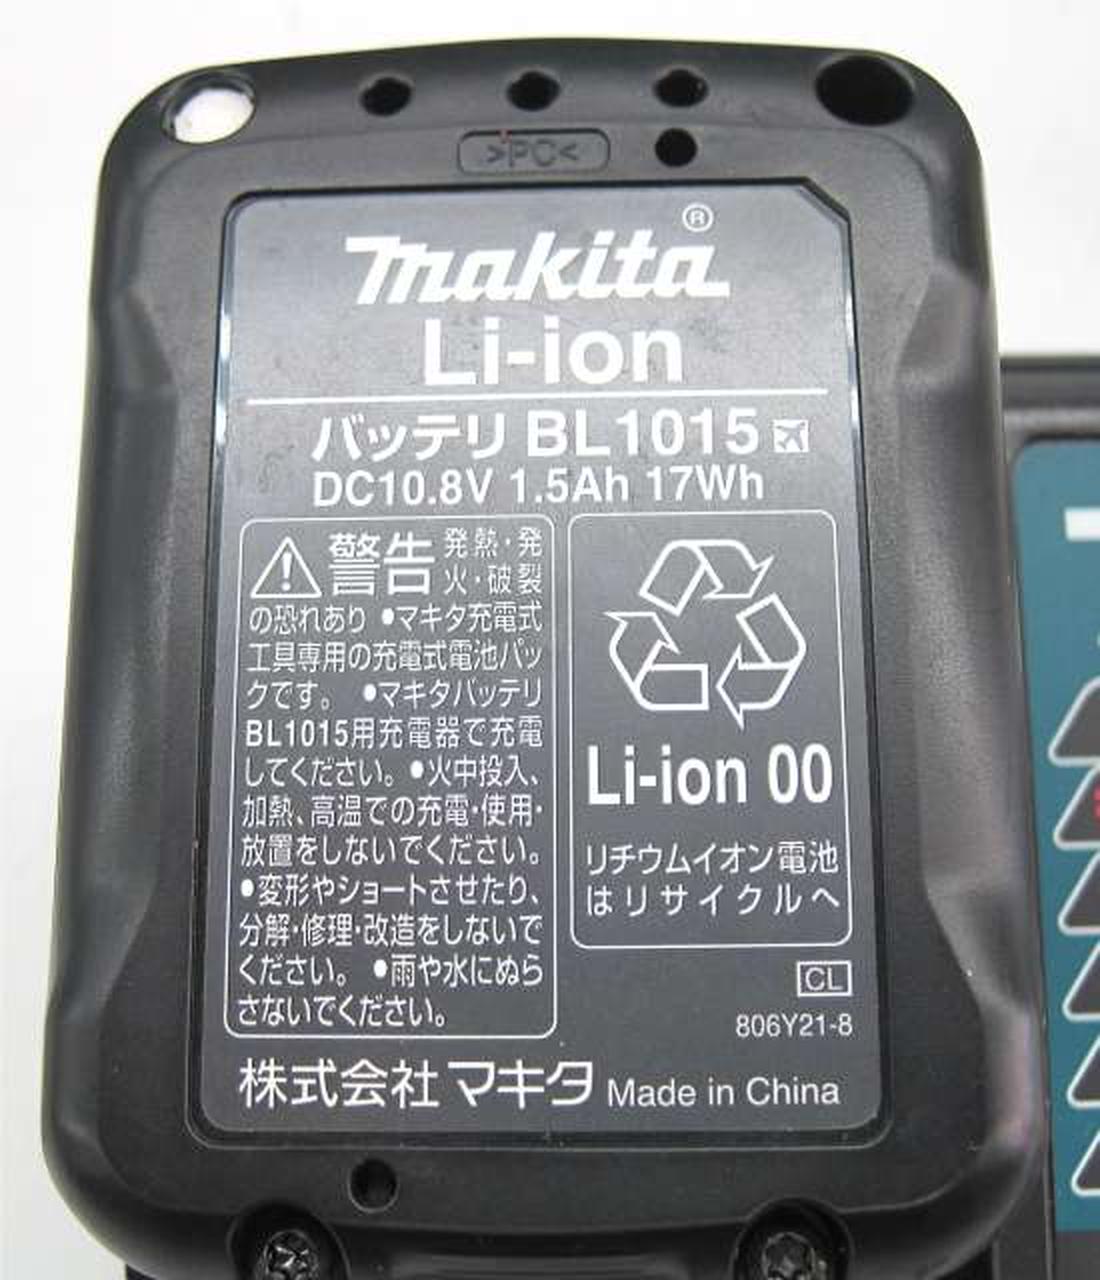 >PC<
makita®
Li-ion
バッテリ BL1015
DC10.8V 1.5Ah 17Wh
警告 発熱・発
火・破裂
の恐れあり ●マキタ充電式
工具専用の充電式電池パッ
クです。 ●マキタバッテリ
BL1015用充電器で充電
してください。●火中投入、
加熱、高温での充電・使用・
放置をしないでください。
●変形やショートさせたり、
分解・修理・改造をしないで
ください。 ●雨や水にぬら
さないでください。
Li-ion 00
リチウムイオン電池
はリサイクルへ
CL
806Y21-8
株式会社マキタ Made in China